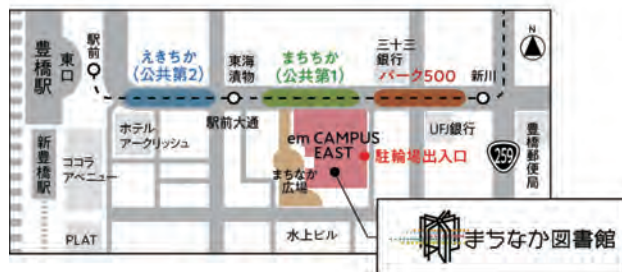 駅前
豊橋駅
東口
えきちか
(公共第2)
東海
漬物
まちちか
(公共第1)
三十三
銀行
パーク500
新川
N
駅前大通
ホテル
アークリッシュ
em CAMPUS
EAST
UFJ銀行
駐輪場出入口
259
豊橋郵便局
新豊橋駅
ココラ
アベニュー
まちなか
広場
PLAT
水上ビル
まちなか図書館